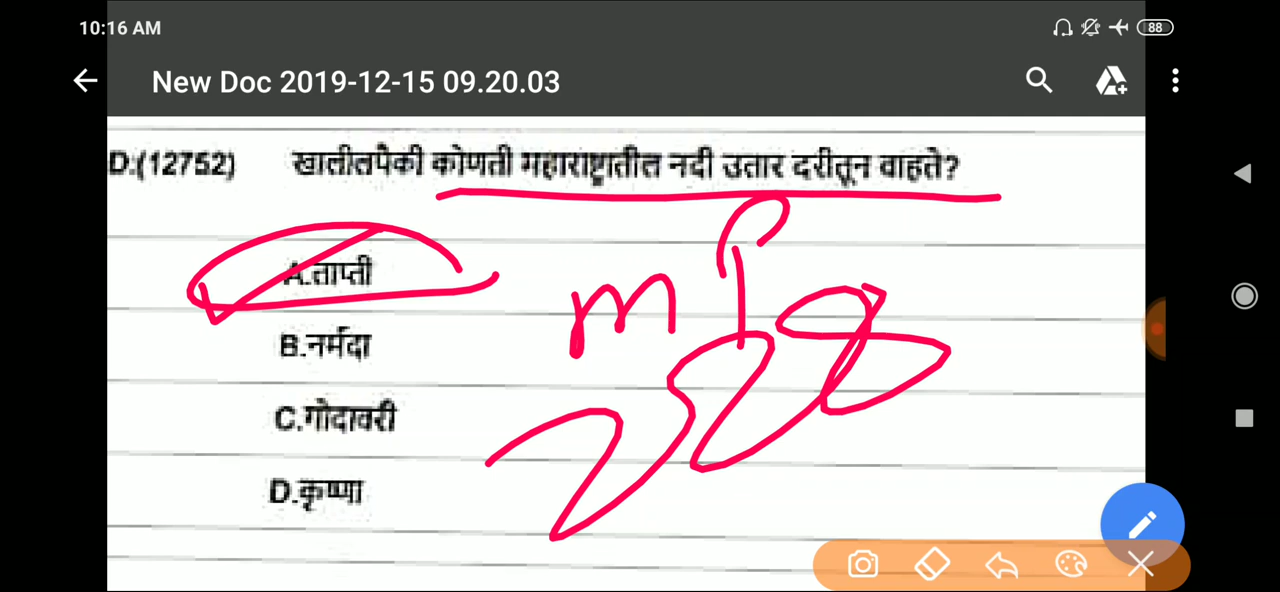 10:16 AM
88
New Doc 2019-12-15 09.20.03
D:(12752) खालीलपैकी कोणती महाराष्ट्रातील नदी उतार दरीतून वाहते?
A.ताप्ती
B.नर्मदा
C.गोदावरी
D.कृष्णा